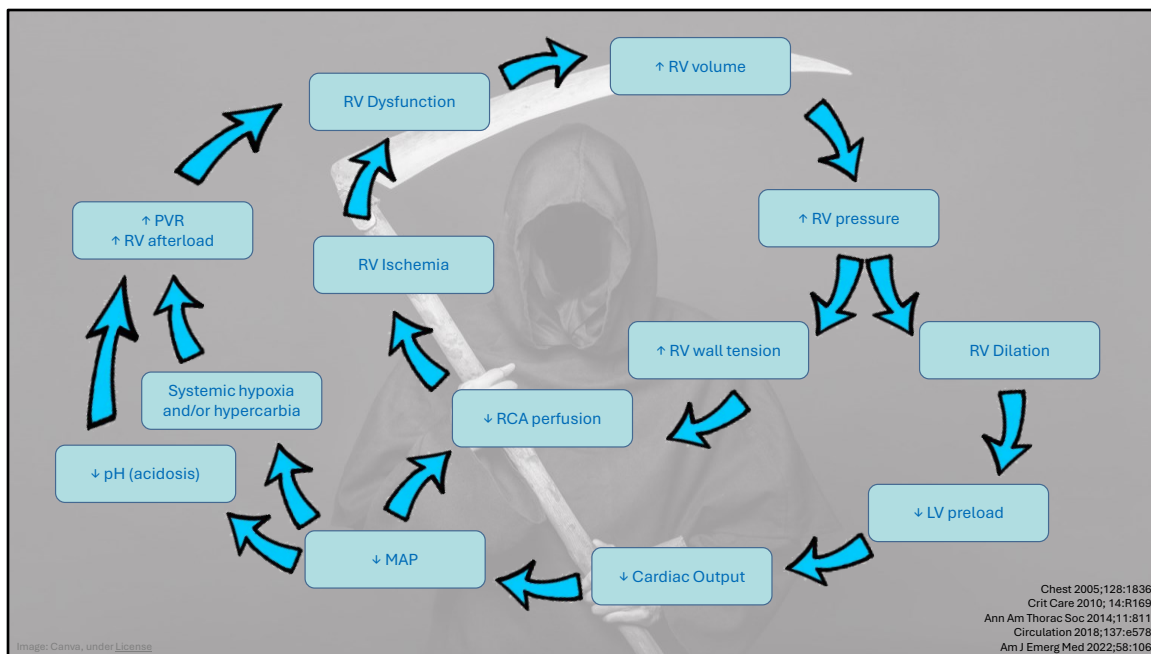 ↑ RV volume
RV Dysfunction
↑ PVR
↑ RV afterload
↑ RV pressure
RV Ischemia
↑ RV wall tension
RV Dilation
Systemic hypoxia
and/or hypercarbia
↓ RCA perfusion
↓ pH (acidosis)
↓ LV preload
↓ MAP
↓ Cardiac Output
Chest 2005;128:1836
Crit Care 2010; 14:R169
Ann Am Thorac Soc 2014;11:811
Circulation 2018;137:e578
Am J Emerg Med 2022;58:106
Image: Canva, under License